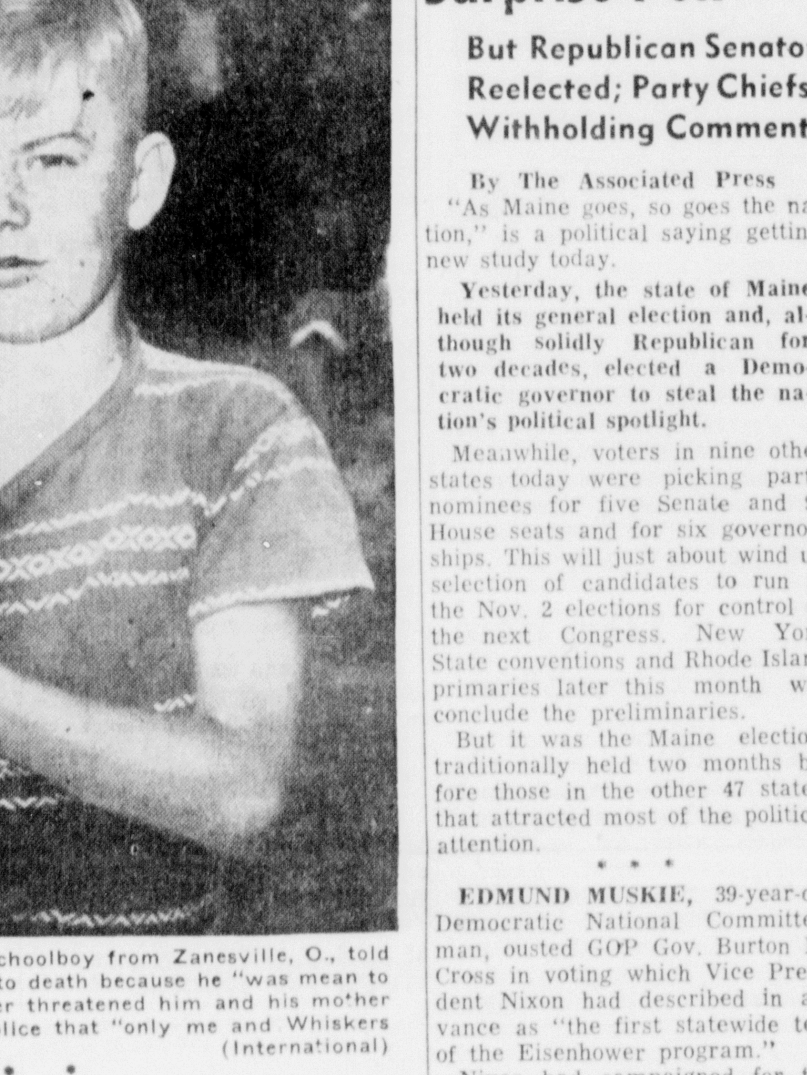 But Republican Senato
Reelected; Party Chiefs
Withholding Comment
By The Associated Press
"As Maine goes, so goes the na
tion," is a political saying gettin
new study today.
Yesterday, the state of Maine
held its general election and, al-
though solidly Republican for
two decades, elected a Demo-
cratic governor to steal the na-
tion's political spotlight.
Meanwhile, voters in nine othe
states today were picking part
nominees for five Senate and
House seats and for six governo
ships. This will just about wind u
selection of candidates to run
the Nov. 2 elections for control
the next Congress. New Yor
State conventions and Rhode Islan
primaries later this month w
conclude the preliminaries.
But it was the Maine electio
traditionally held two months b
fore those in the other 47 state
that attracted most of the politic
attention.
* * *
EDMUND MUSKIE, 39-year-o
Democratic National Committe
man, ousted GOP Gov. Burton
Cross in voting which Vice Pre
dent Nixon had described in a
vance as "the first statewide te
of the Eisenhower program."
choolboy from Zanesville, O., told
to death because he "was mean to
er threatened him and his mother
lice that "only me and Whiskers
(International)